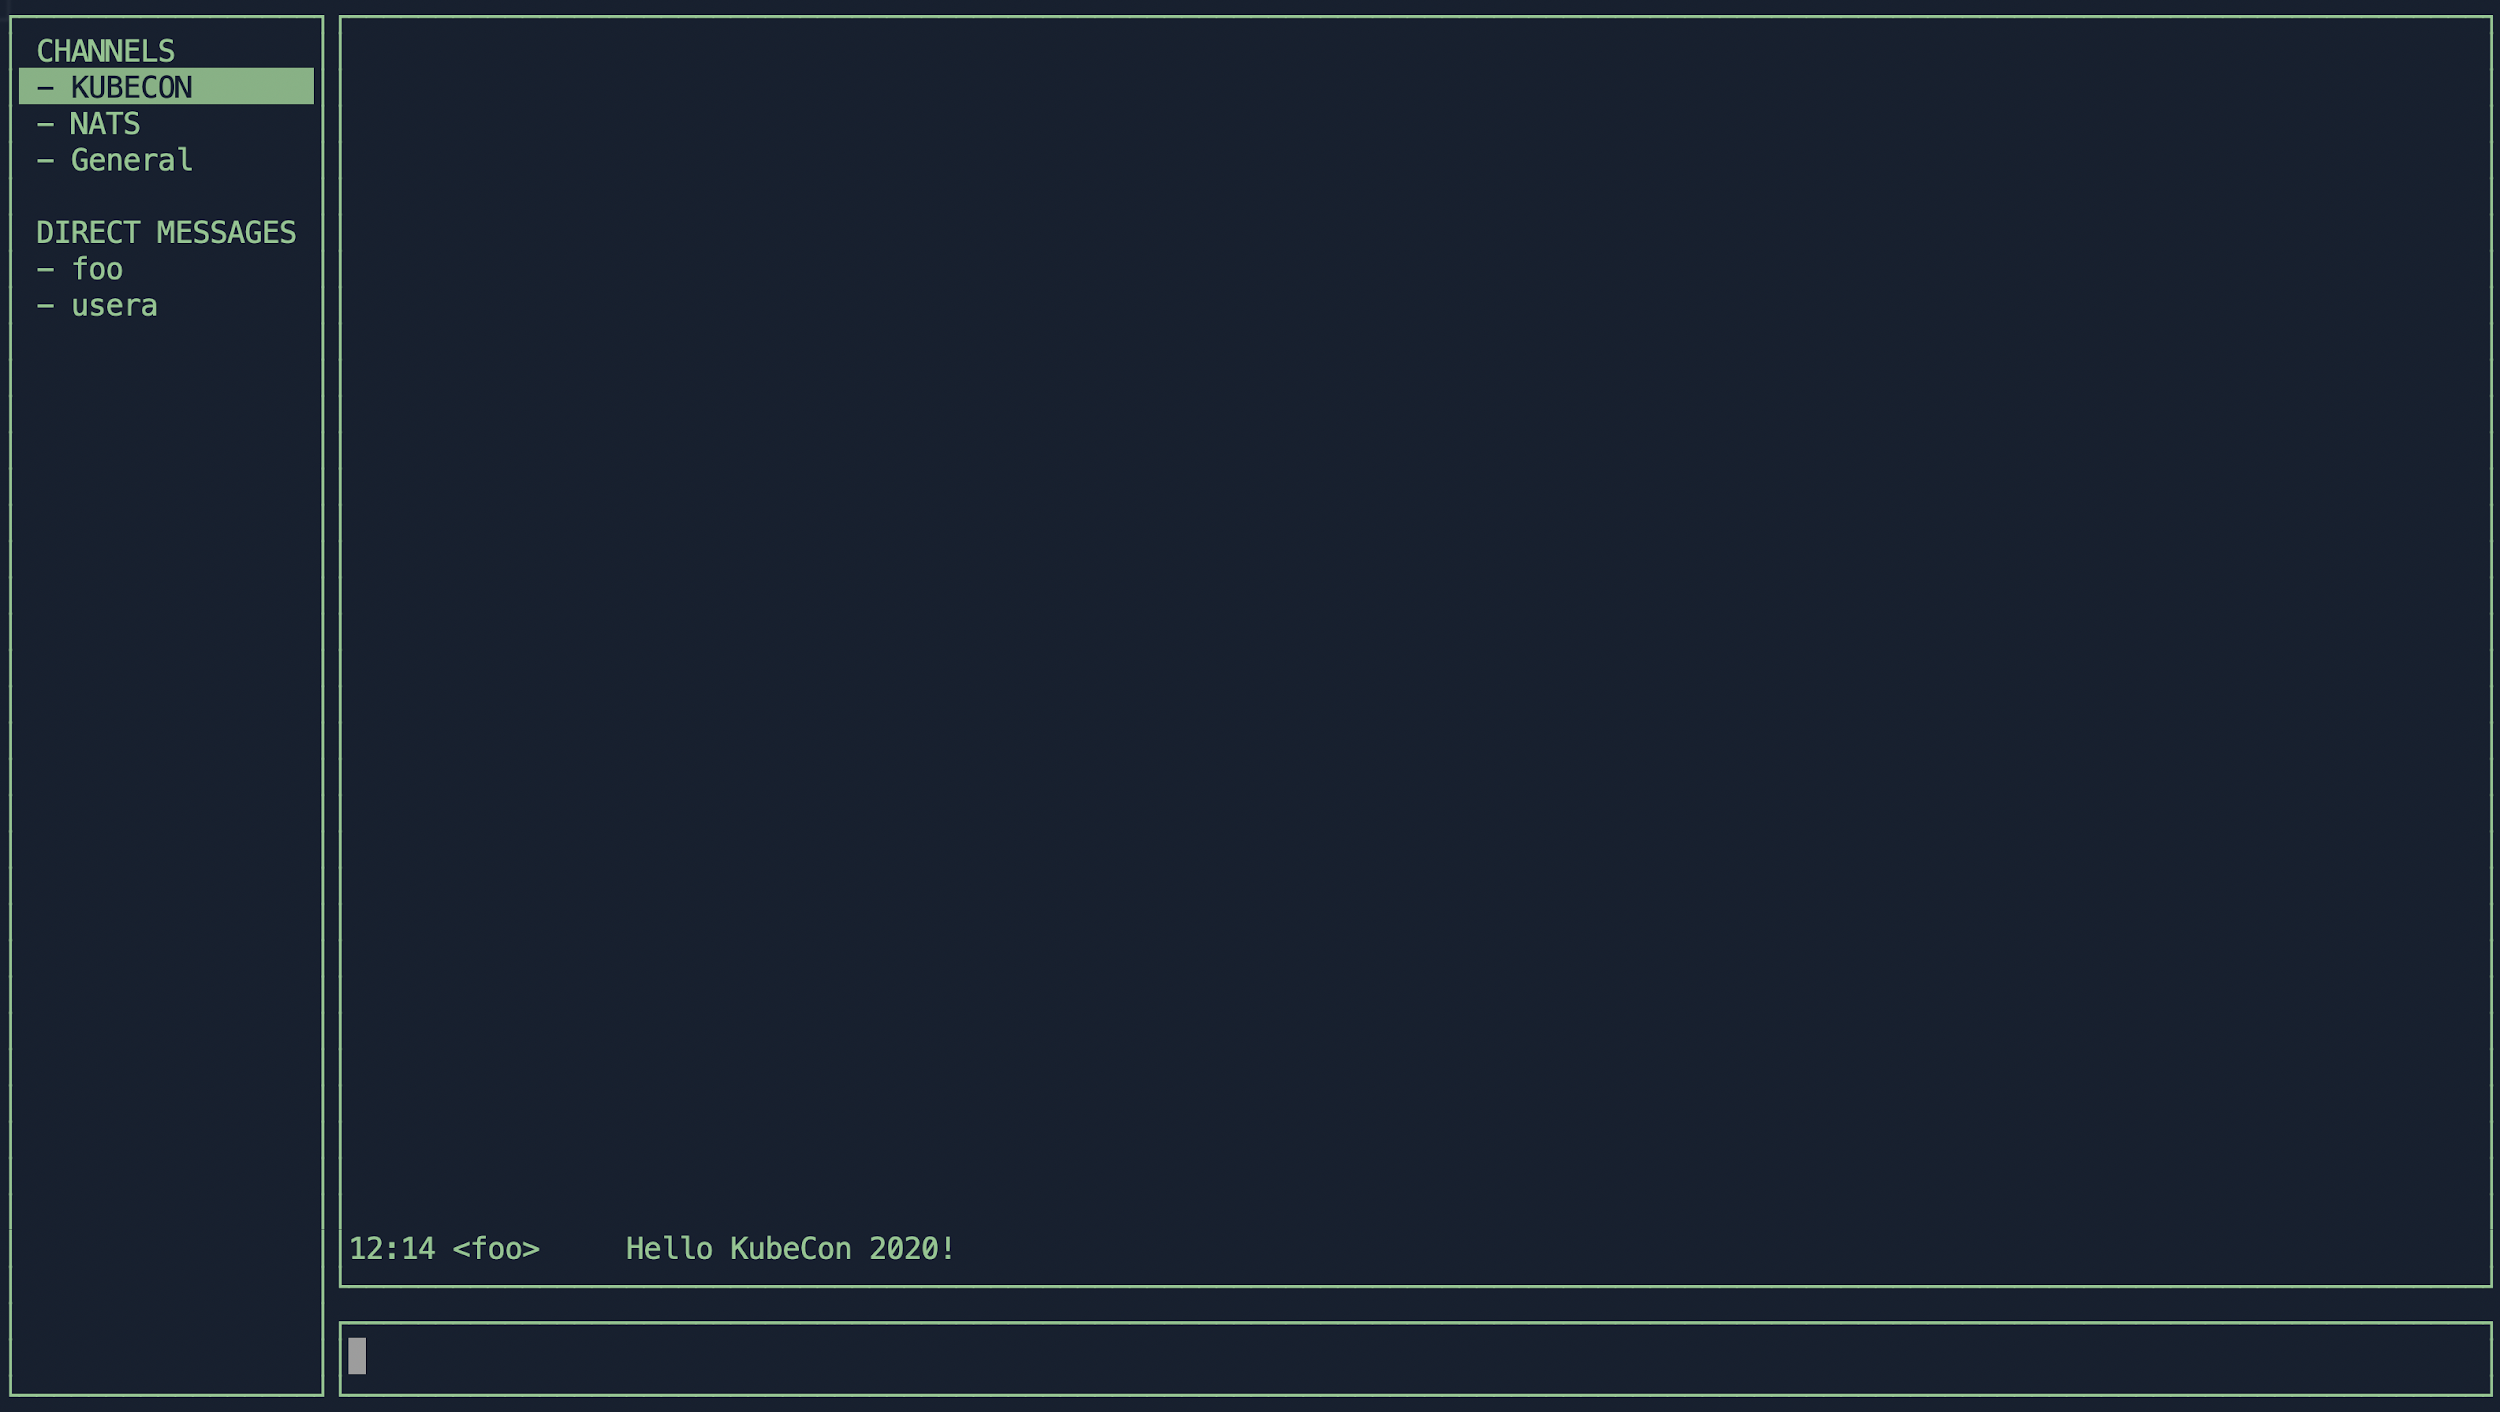 CHANNELS
– KUBECON
– NATS
– General
DIRECT MESSAGES
– foo
– usera
12:14 <foo> Hello KubeCon 2020!